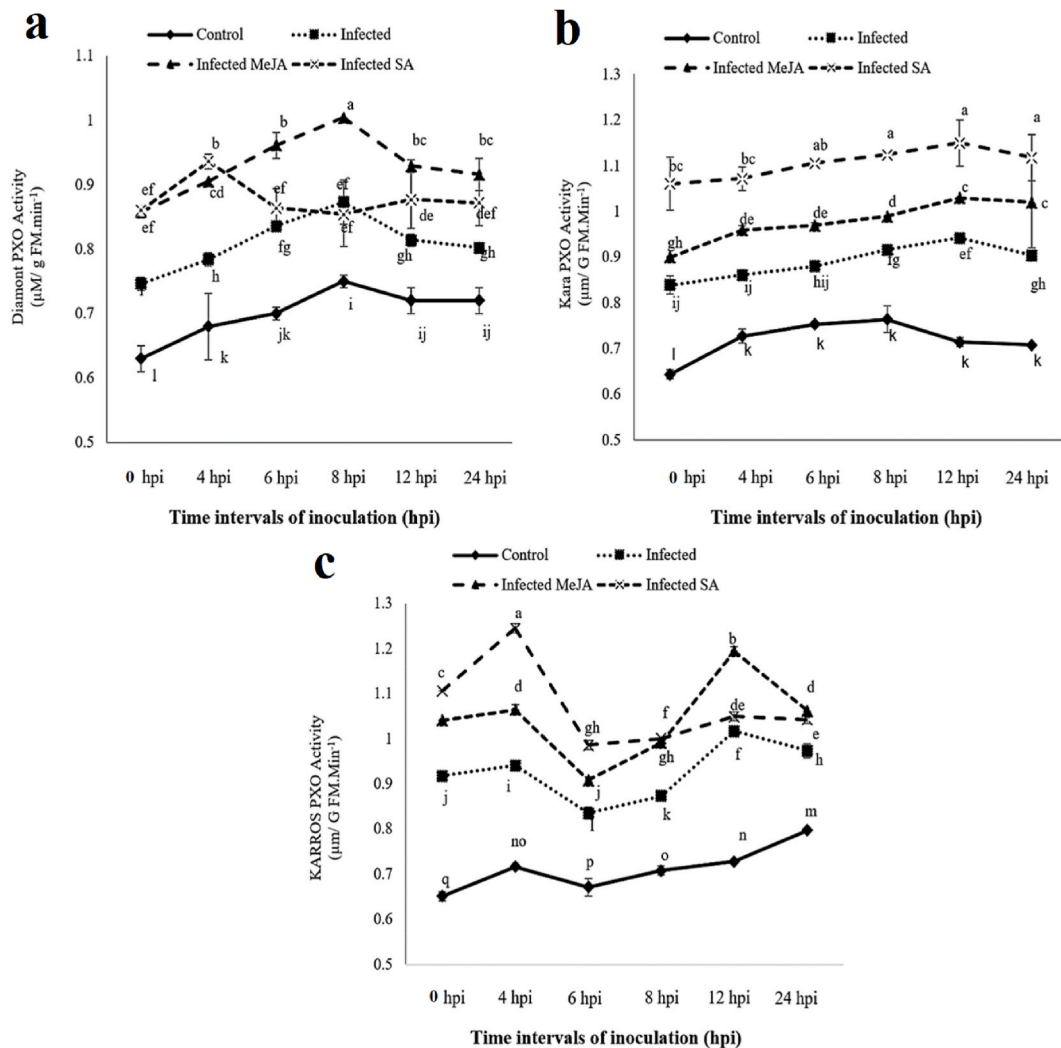 a
Control Infected
Infected MeJA Infected SA
Diamont PXO Activity
(μM/ g FM.min⁻¹)
1.1
1
0.9
0.8
0.7
0.6
0.5
ef b b a bc bc
ef cd ef ef de def
h fg ef gh gh
l k jk i ij ij
0 hpi 4 hpi 6 hpi 8 hpi 12 hpi 24 hpi
Time intervals of inoculation (hpi)
b
Control Infected
Infected MeJA Infected SA
Kara PXO Activity
(μm/ G FM.Min⁻¹)
1.3
1.2
1.1
1
0.9
0.8
0.7
0.6
0.5
bc bc ab a a a
gh de de d c c
ij ij hij fg ef gh
l k k k k k
0 hpi 4 hpi 6 hpi 8 hpi 12 hpi 24 hpi
Time intervals of inoculation (hpi)
c
Control Infected
Infected MeJA Infected SA
KARROS PXO Activity
(μm/ G FM.Min⁻¹)
1.3
1.2
1.1
1
0.9
0.8
0.7
0.6
0.5
c a gh f b d
d j gh de e
j i l k f h
q no p o n m
0 hpi 4 hpi 6 hpi 8 hpi 12 hpi 24 hpi
Time intervals of inoculation (hpi)